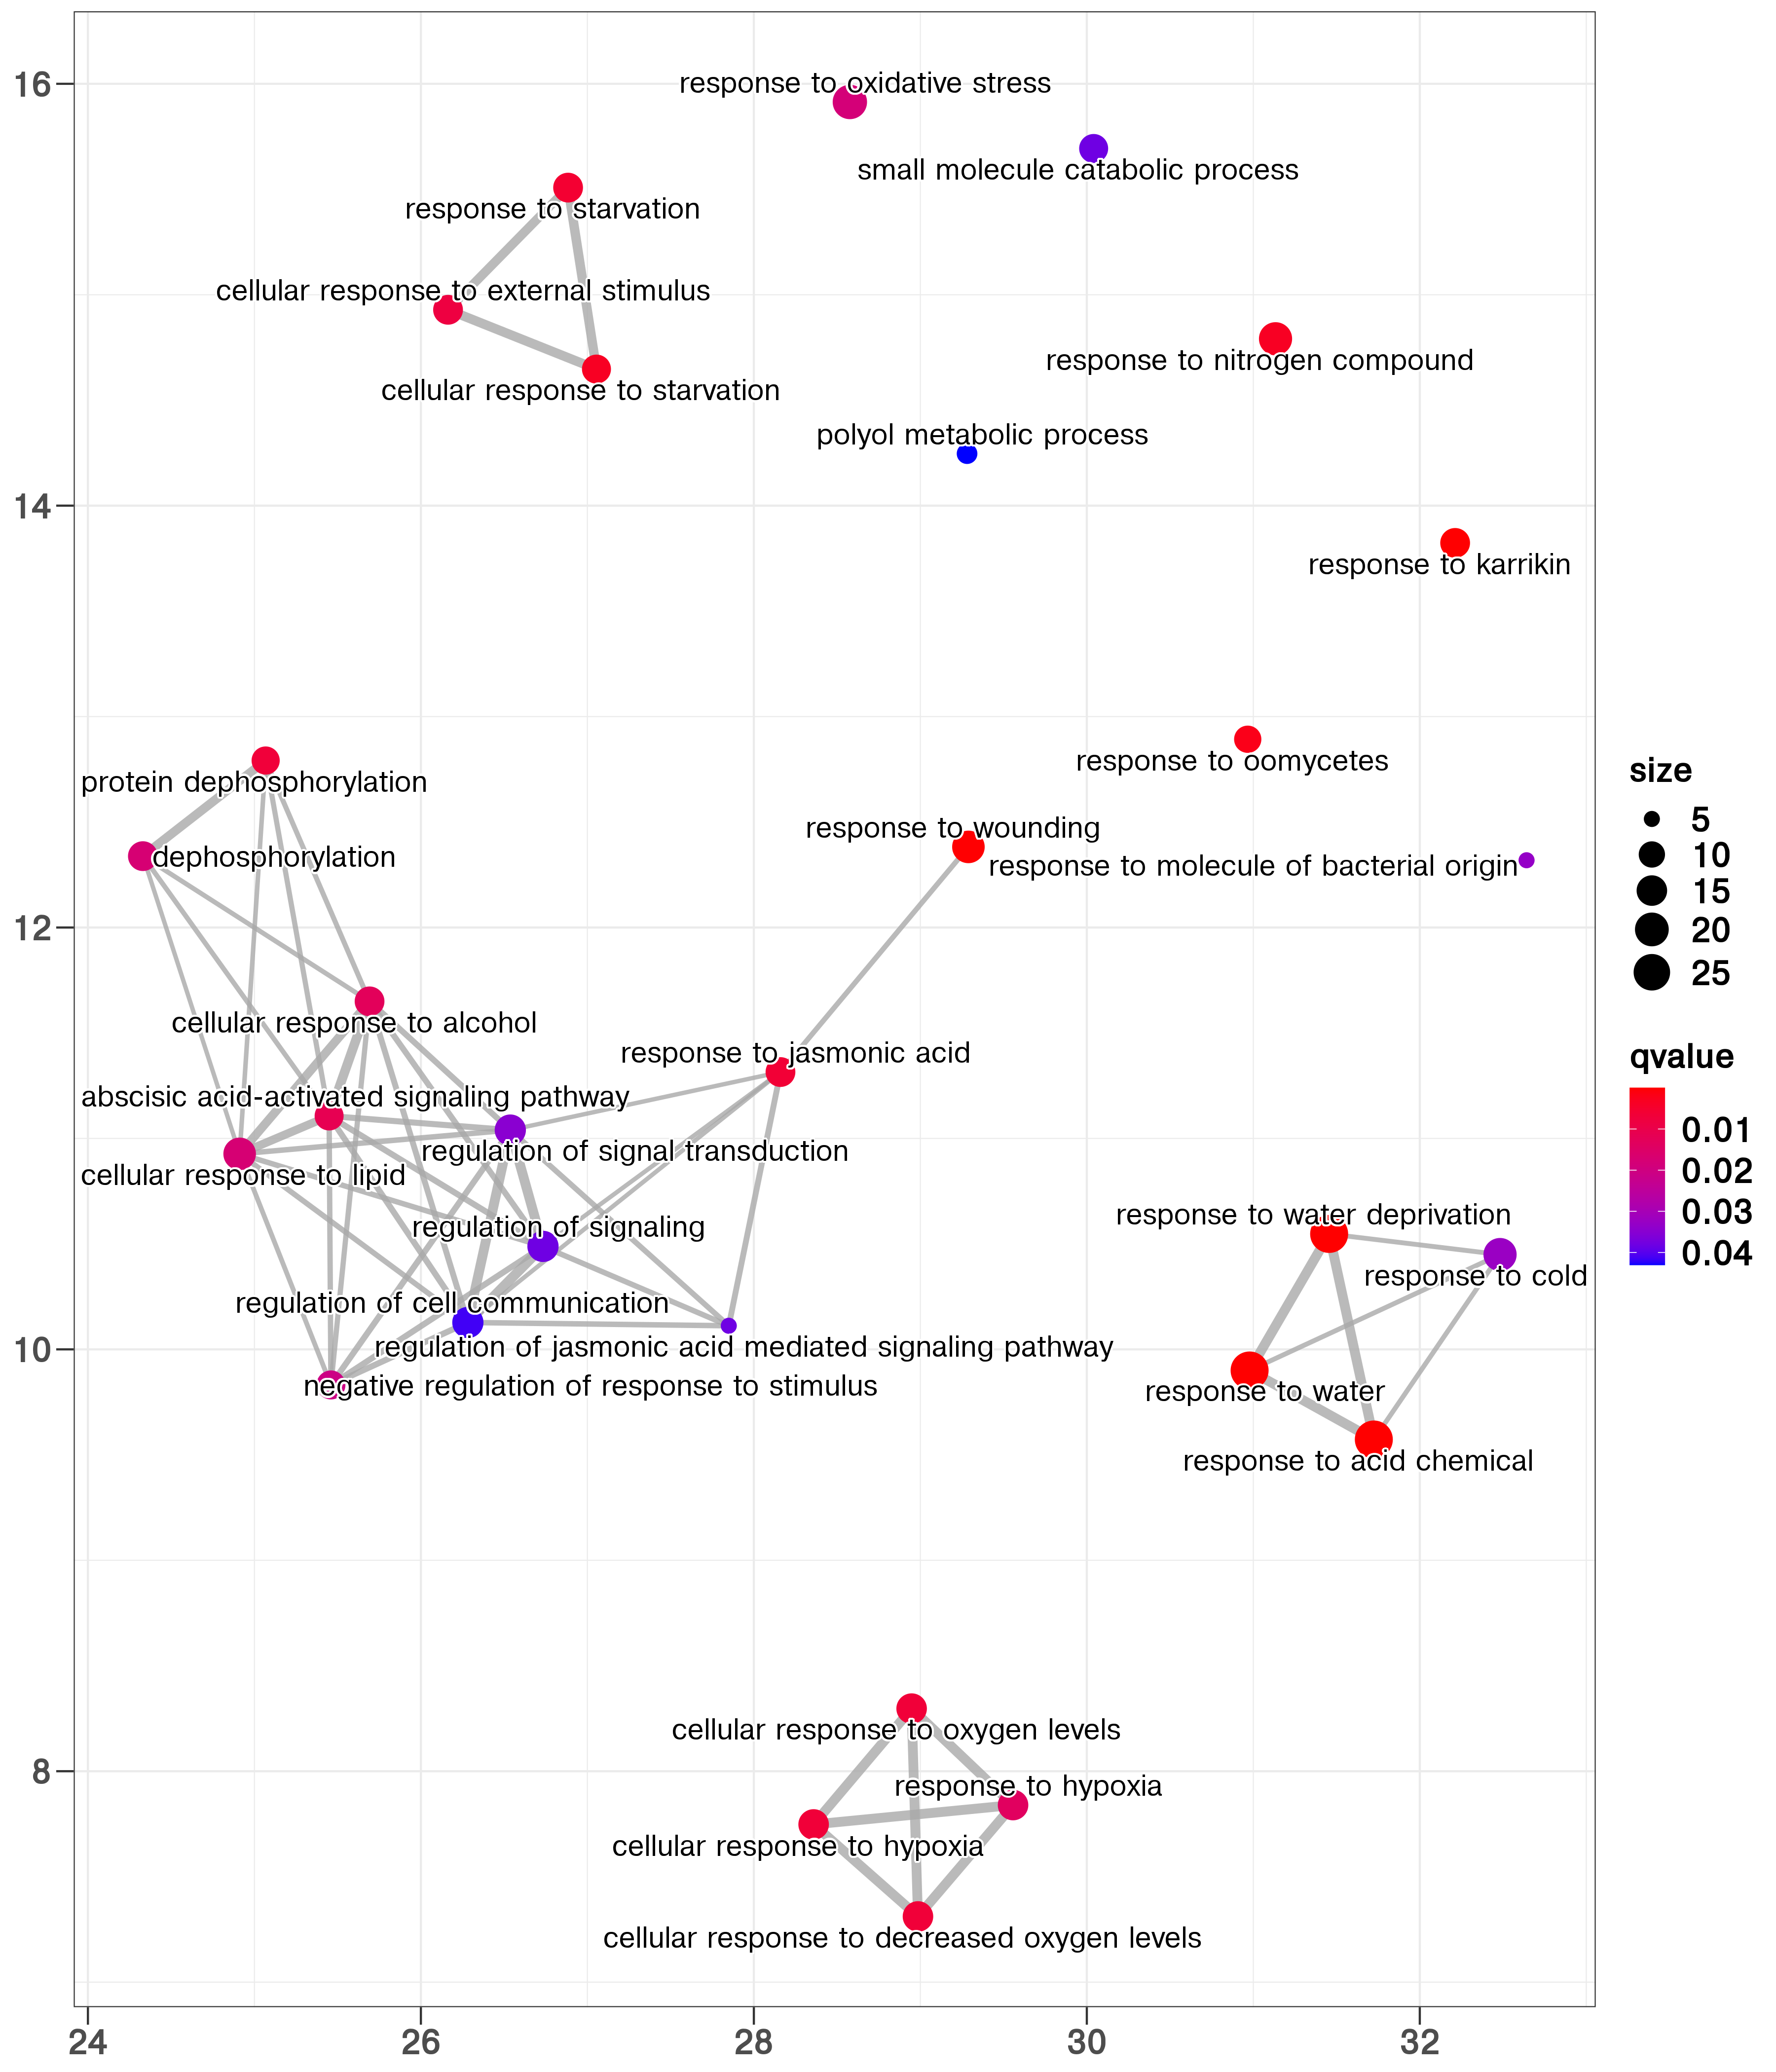 16
response to oxidative stress
small molecule catabolic process
response to starvation
cellular response to external stimulus
response to nitrogen compound
cellular response to starvation
polyol metabolic process
14
response to karrikin
response to oomycetes
protein dephosphorylation
response to wounding
dephosphorylation
response to molecule of bacterial origin
12
cellular response to alcohol
response to jasmonic acid
abscisic acid-activated signaling pathway
regulation of signal transduction
cellular response to lipid
response to water deprivation
regulation of signaling
response to cold
regulation of cell communication
regulation of jasmonic acid mediated signaling pathway
10
negative regulation of response to stimulus
response to water
response to acid chemical
cellular response to oxygen levels
8
response to hypoxia
cellular response to hypoxia
cellular response to decreased oxygen levels
24
26
28
30
32
size
5
10
15
20
25
qvalue
0.01
0.02
0.03
0.04